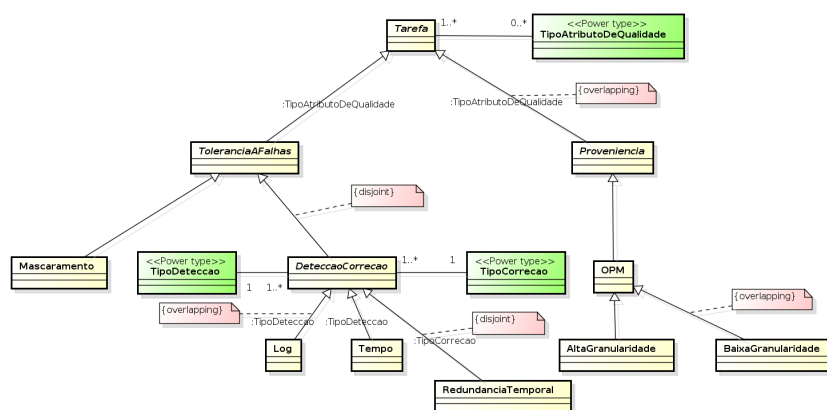 1..*
0..*
Tarefa
<<Power type>>
TipoAtributoDeQualidade
{overlapping}
:TipoAtributoDeQualidade
:TipoAtributoDeQualidade
ToleranciaAFalhas
Proveniencia
{disjoint}
Mascaramento
<<Power type>>
TipoDeteccao
DeteccaoCorrecao
1..*
1
<<Power type>>
TipoCorrecao
OPM
1
1..*
{overlapping}
:TipoDeteccao
:TipoDeteccao
{disjoint}
:TipoCorrecao
{overlapping}
Log
Tempo
AltaGranularidade
BaixaGranularidade
RedundanciaTemporal